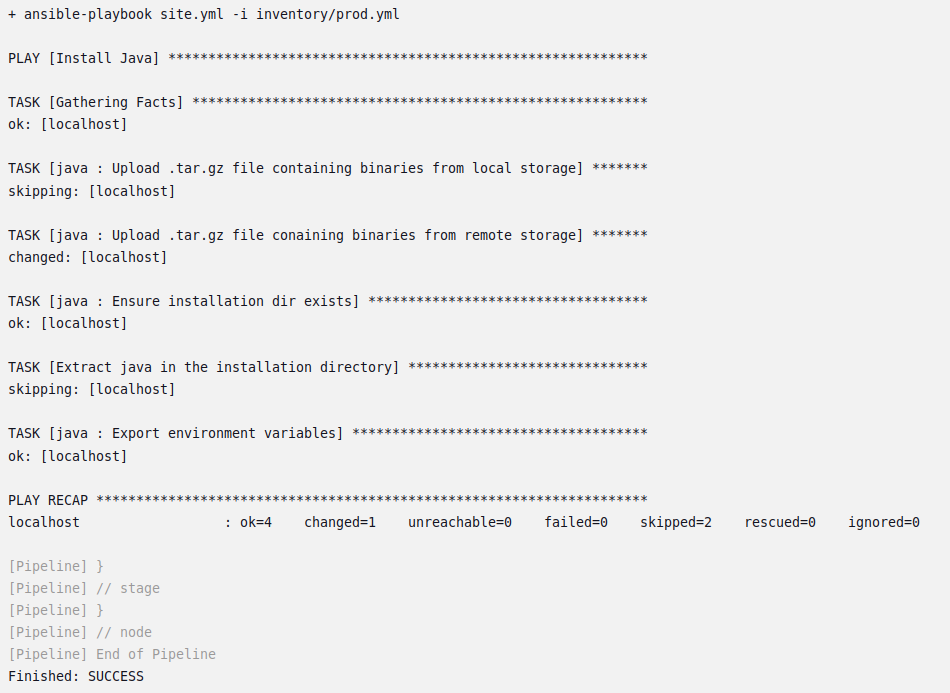 + ansible-playbook site.yml -i inventory/prod.yml
PLAY [Install Java] ************************************************************
TASK [Gathering Facts] *********************************************************
ok: [localhost]
TASK [java : Upload .tar.gz file containing binaries from local storage] *******
skipping: [localhost]
TASK [java : Upload .tar.gz file conaining binaries from remote storage] *******
changed: [localhost]
TASK [java : Ensure installation dir exists] ***********************************
ok: [localhost]
TASK [Extract java in the installation directory] ******************************
skipping: [localhost]
TASK [java : Export environment variables] *************************************
ok: [localhost]
PLAY RECAP *********************************************************************
localhost                  : ok=4    changed=1    unreachable=0    failed=0    skipped=2    rescued=0    ignored=0
[Pipeline] }
[Pipeline] // stage
[Pipeline] }
[Pipeline] // node
[Pipeline] End of Pipeline
Finished: SUCCESS